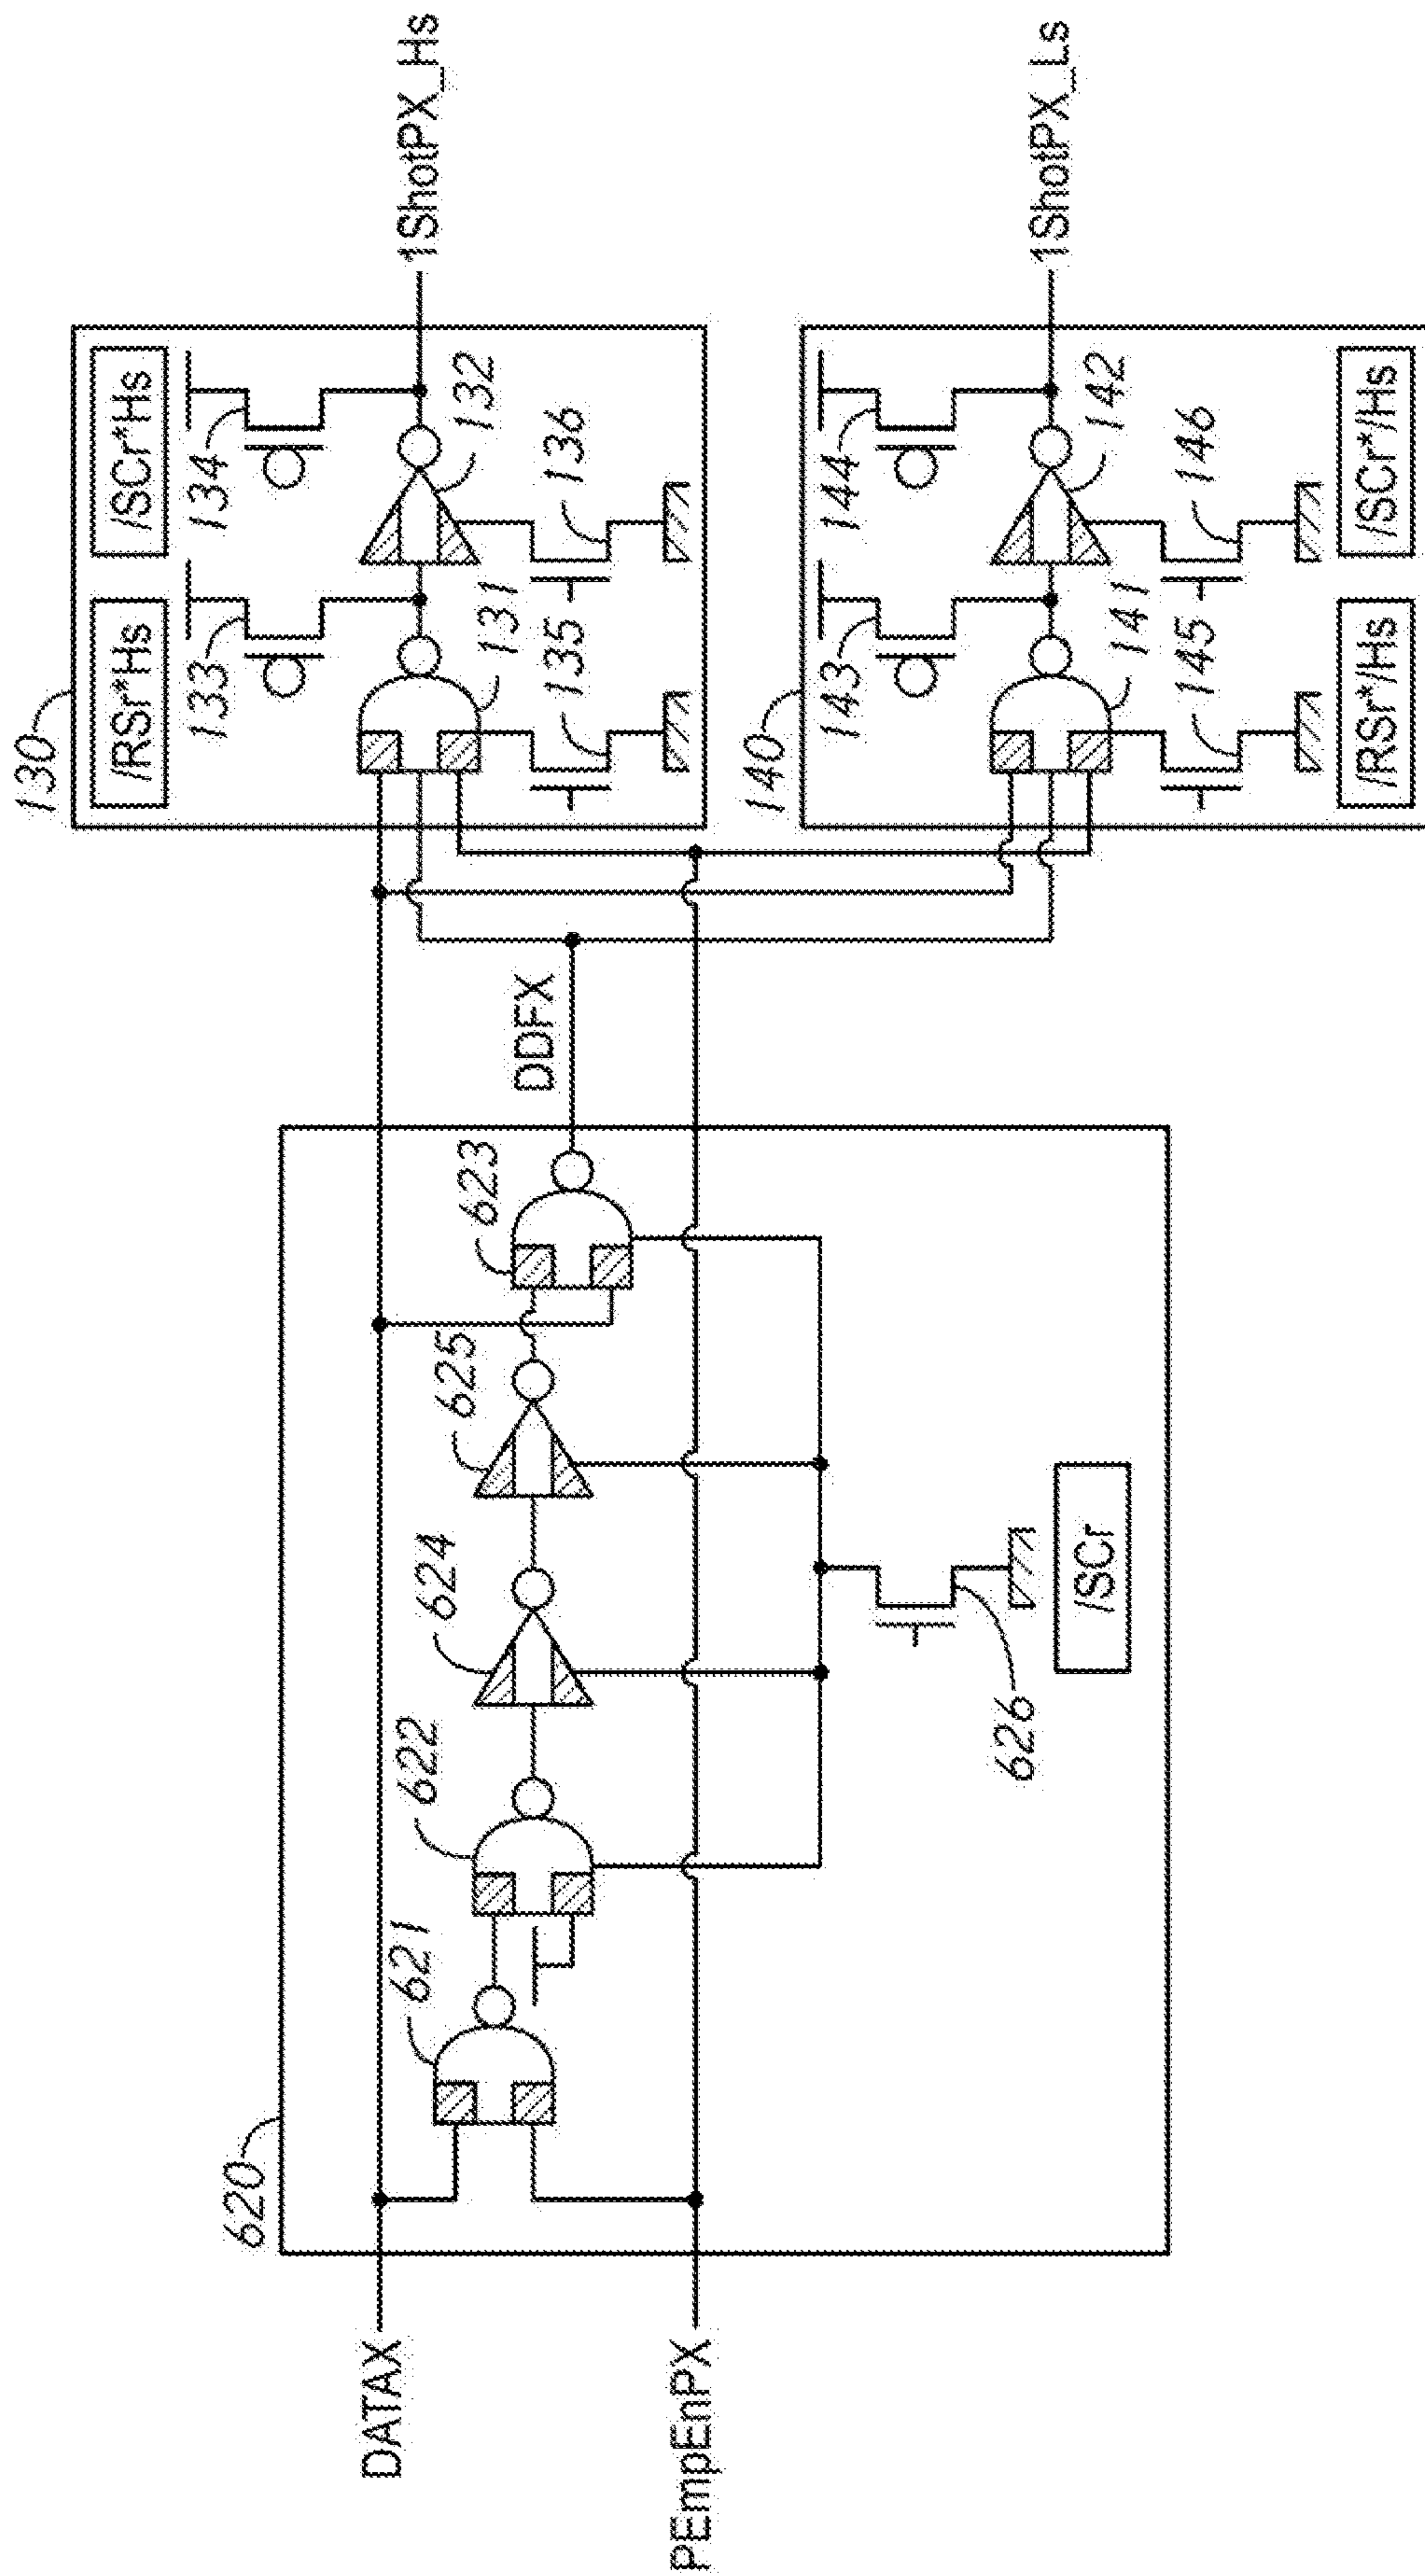 620
DATAX
PEmpEnPX
621
622
624
625
623
626
/SCr
DDFX
130
/RSr*Hs
/SCr*Hs
133
134
131
132
135
136
1ShotPX_Hs
140
143
144
141
142
145
146
/RSr*/Hs
/SCr*/Hs
1ShotPX_Ls